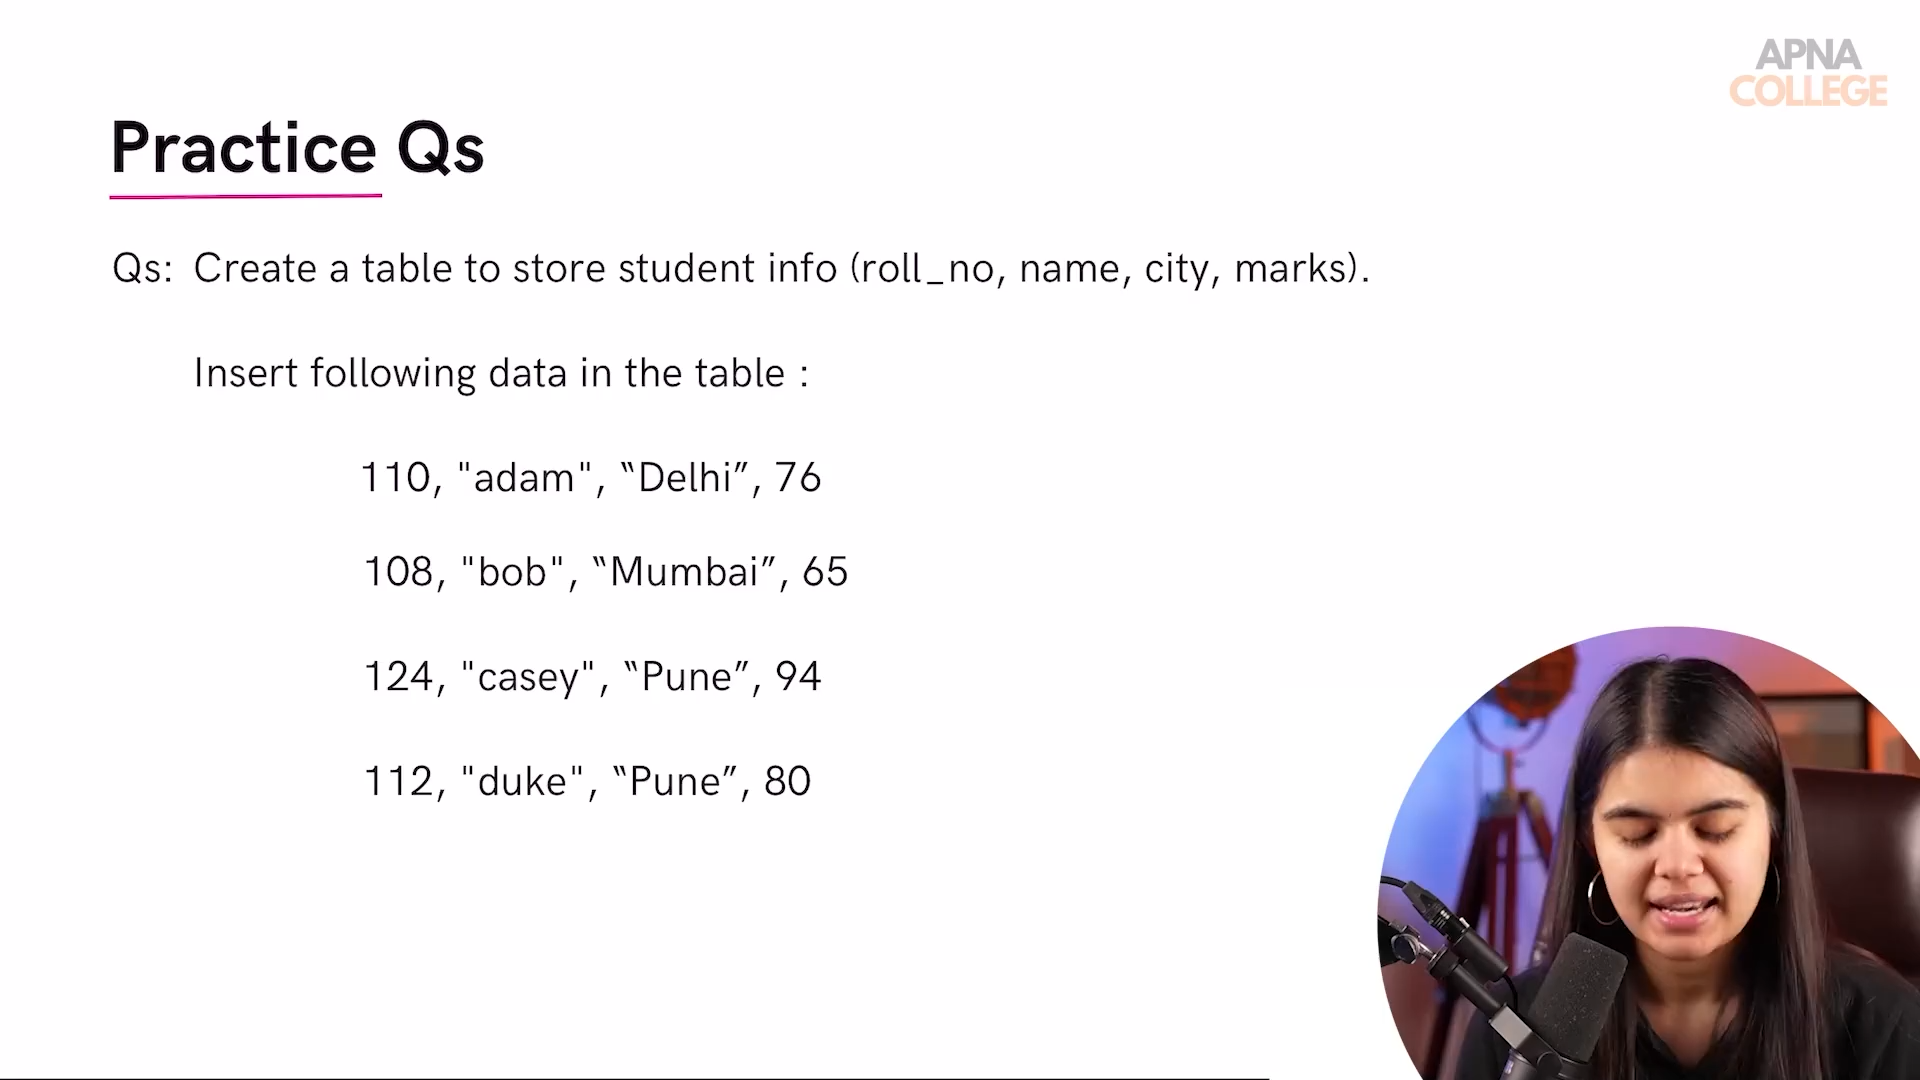 APNA
COLLEGE
Practice Qs
Qs: Create a table to store student info (roll_no, name, city, marks).
Insert following data in the table :
110, "adam", “Delhi”, 76
108, "bob", “Mumbai”, 65
124, "casey", “Pune”, 94
112, "duke", “Pune”, 80